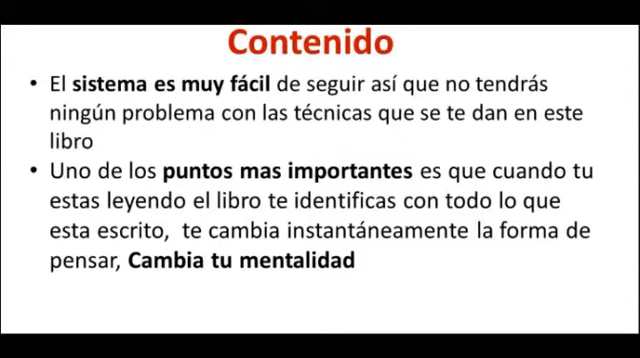 Contenido
• El sistema es muy fácil de seguir así que no tendrás
ningún problema con las técnicas que se te dan en este
libro
• Uno de los puntos mas importantes es que cuando tu
estas leyendo el libro te identificas con todo lo que
esta escrito, te cambia instantáneamente la forma de
pensar, Cambia tu mentalidad